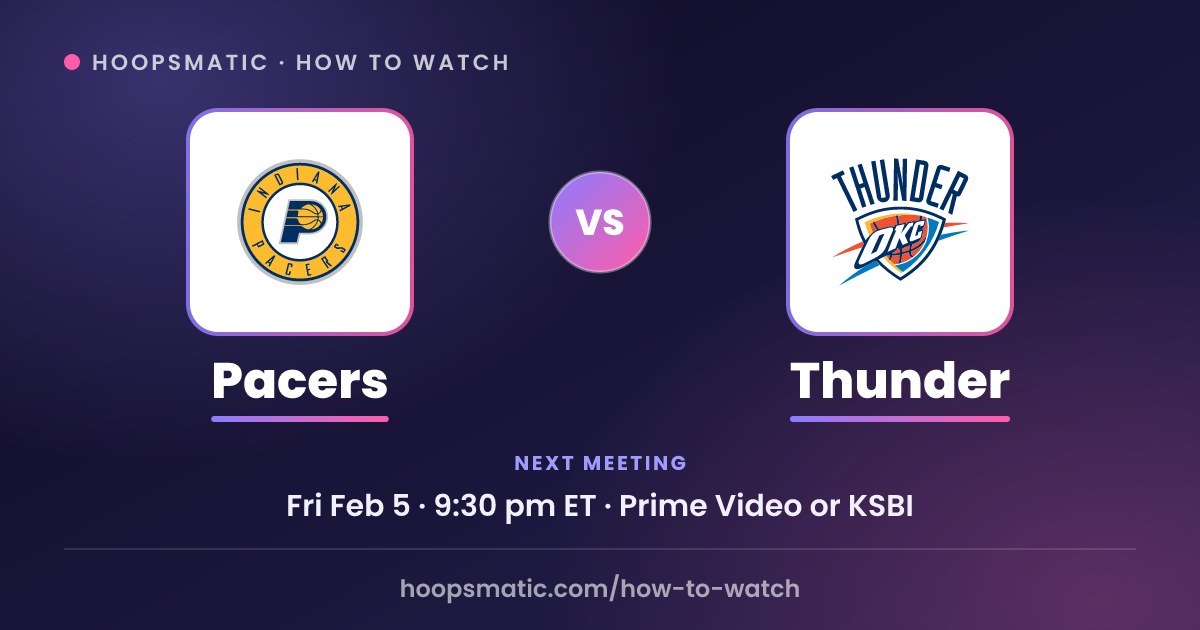 HOOPSMATIC · HOW TO WATCH
INDIANA
PACERS
VS
THUNDER
OKC
Pacers
Thunder
NEXT MEETING
Fri Feb 5 · 9:30 pm ET · Prime Video or KSBI
hoopsmatic.com/how-to-watch